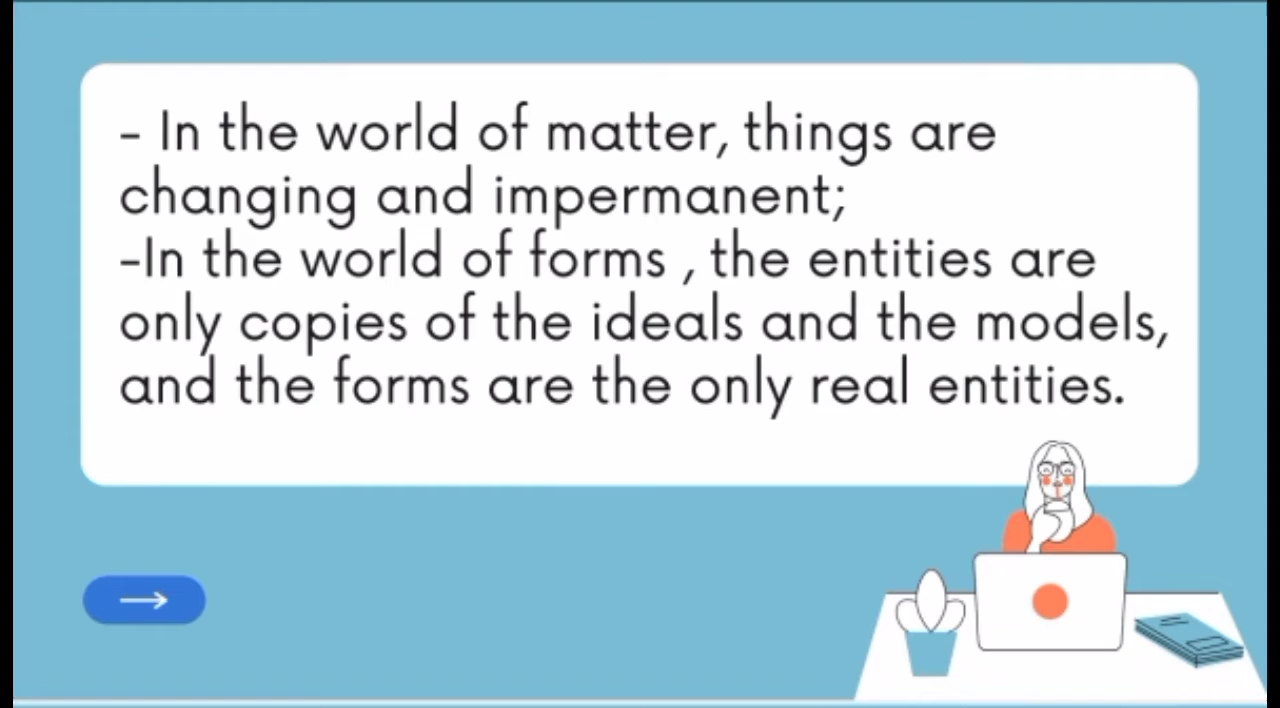 - In the world of matter, things are
changing and impermanent;
-In the world of forms , the entities are
only copies of the ideals and the models,
and the forms are the only real entities.